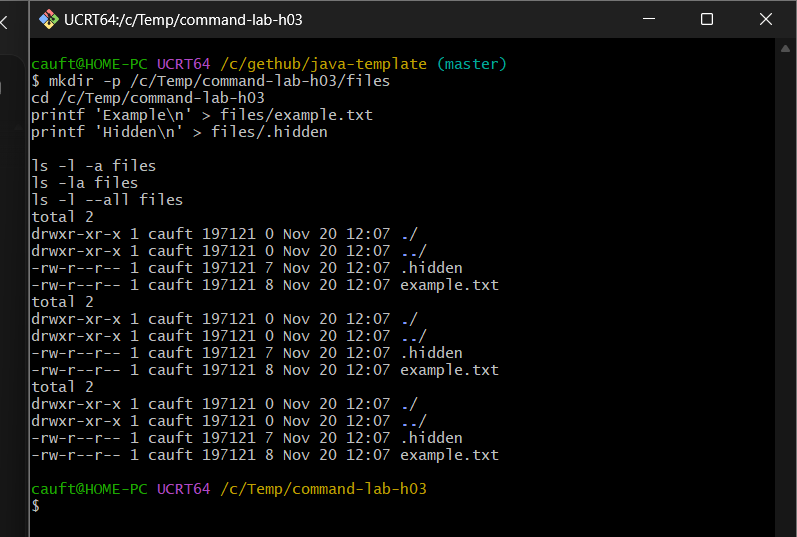 UCRT64:/c/Temp/command-lab-h03
cauft@HOME-PC UCRT64 /c/gethub/java-template (master)
$ mkdir -p /c/Temp/command-lab-h03/files
cd /c/Temp/command-lab-h03
printf 'Example\n' > files/example.txt
printf 'Hidden\n' > files/.hidden
ls -l -a files
ls -la files
ls -l --all files
total 2
drwxr-xr-x 1 cauft 197121 0 Nov 20 12:07 ./
drwxr-xr-x 1 cauft 197121 0 Nov 20 12:07 ../
-rw-r--r-- 1 cauft 197121 7 Nov 20 12:07 .hidden
-rw-r--r-- 1 cauft 197121 8 Nov 20 12:07 example.txt
total 2
drwxr-xr-x 1 cauft 197121 0 Nov 20 12:07 ./
drwxr-xr-x 1 cauft 197121 0 Nov 20 12:07 ../
-rw-r--r-- 1 cauft 197121 7 Nov 20 12:07 .hidden
-rw-r--r-- 1 cauft 197121 8 Nov 20 12:07 example.txt
total 2
drwxr-xr-x 1 cauft 197121 0 Nov 20 12:07 ./
drwxr-xr-x 1 cauft 197121 0 Nov 20 12:07 ../
-rw-r--r-- 1 cauft 197121 7 Nov 20 12:07 .hidden
-rw-r--r-- 1 cauft 197121 8 Nov 20 12:07 example.txt
cauft@HOME-PC UCRT64 /c/Temp/command-lab-h03
$